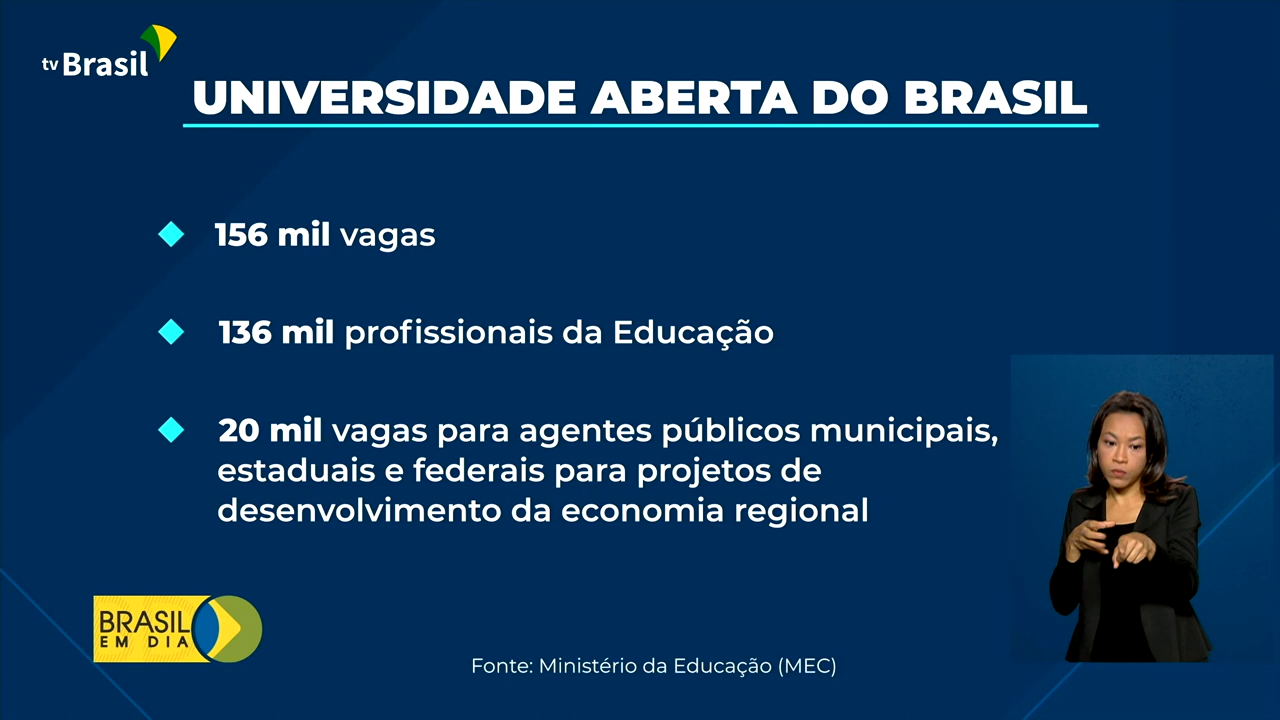 tv Brasil
UNIVERSIDADE ABERTA DO BRASIL
156 mil vagas
136 mil profissionais da Educação
20 mil vagas para agentes públicos municipais,
estaduais e federais para projetos de
desenvolvimento da economia regional
BRASIL
EM DIA
Fonte: Ministério da Educação (MEC)